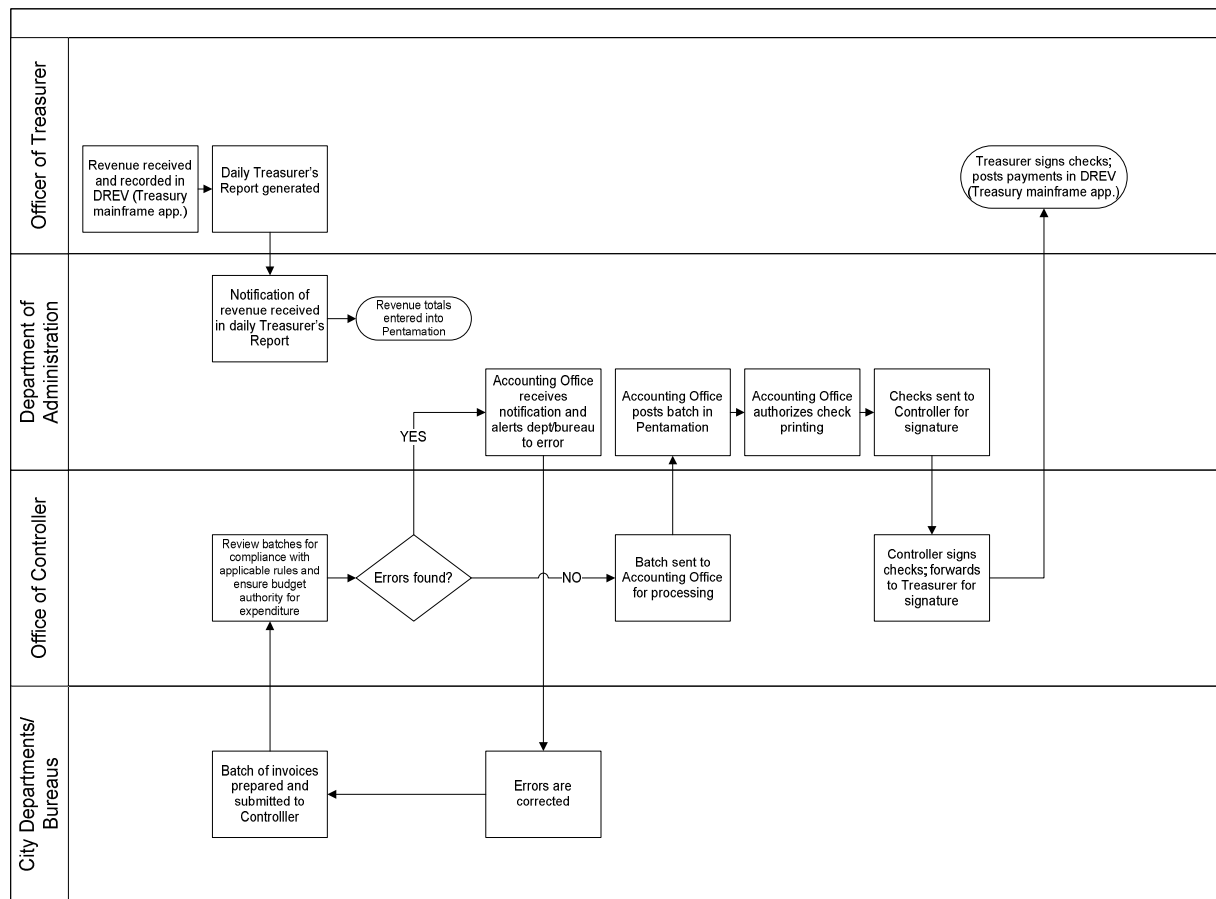 Officer of Treasurer
Revenue received
and recorded in
DREV (Treasury
mainframe app.)
Daily Treasurer's
Report generated
Treasurer signs checks;
posts payments in DREV
(Treasury mainframe app.)
Department of
Administration
Notification of
revenue received
in daily Treasurer's
Report
Revenue totals
entered into
Pentamation
YES
Accounting Office
receives
notification and
alerts dept/bureau
to error
Accounting Office
posts batch in
Pentamation
Accounting Office
authorizes check
printing
Checks sent to
Controller for
signature
Office of Controller
Review batches for
compliance with
applicable rules and
ensure budget
authority for
expenditure
Errors found?
NO
Batch sent to
Accounting Office
for processing
Controller signs
checks; forwards
to Treasurer for
signature
City Departments/
Bureaus
Batch of invoices
prepared and
submitted to
Controlller
Errors are
corrected